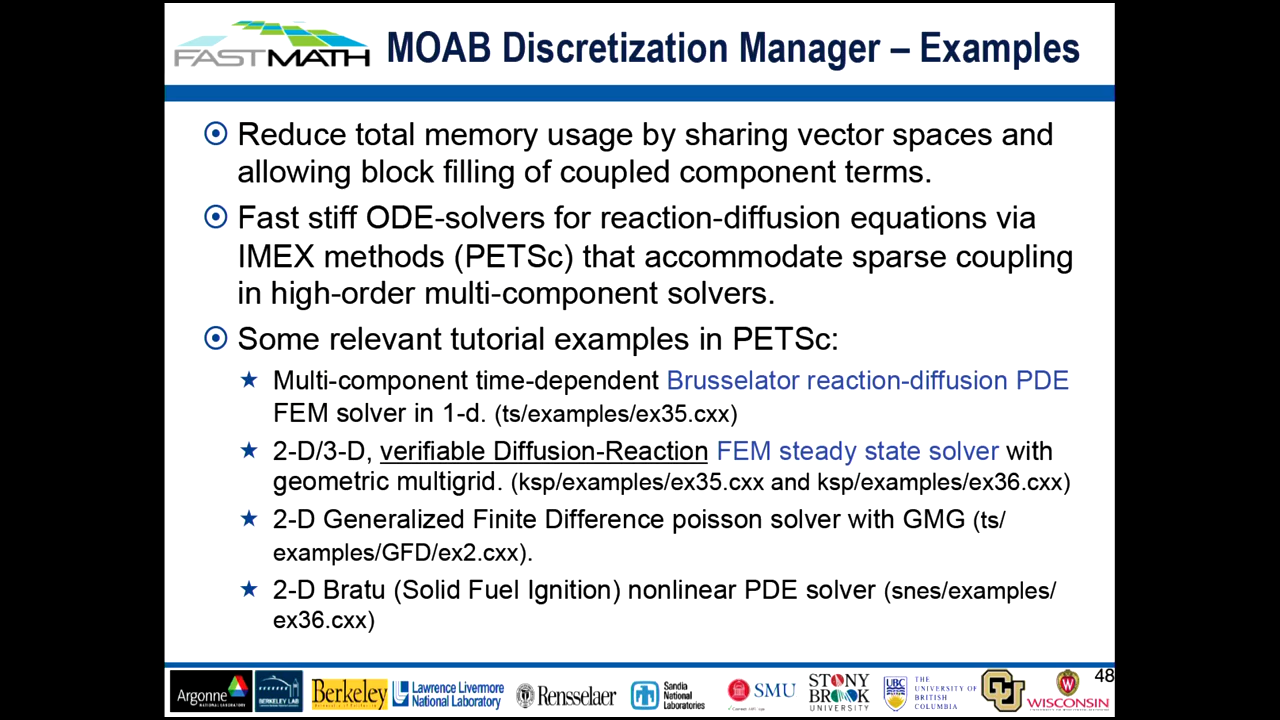 FASTMATH
MOAB Discretization Manager – Examples
Reduce total memory usage by sharing vector spaces and
allowing block filling of coupled component terms.
Fast stiff ODE-solvers for reaction-diffusion equations via
IMEX methods (PETSc) that accommodate sparse coupling
in high-order multi-component solvers.
Some relevant tutorial examples in PETSc:
Multi-component time-dependent Brusselator reaction-diffusion PDE
FEM solver in 1-d. (ts/examples/ex35.cxx)
2-D/3-D, verifiable Diffusion-Reaction FEM steady state solver with
geometric multigrid. (ksp/examples/ex35.cxx and ksp/examples/ex36.cxx)
2-D Generalized Finite Difference poisson solver with GMG (ts/
examples/GFD/ex2.cxx).
2-D Bratu (Solid Fuel Ignition) nonlinear PDE solver (snes/examples/
ex36.cxx)
48
Argonne
NATIONAL LABORATORY
BERKELEY LAB
Berkeley
Lawrence Livermore
National Laboratory
Rensselaer
Sandia
National
Laboratories
SMU
STONY
BROOK
UNIVERSITY
UBC
THE
UNIVERSITY OF
BRITISH
COLUMBIA
CU
W
WISCONSIN